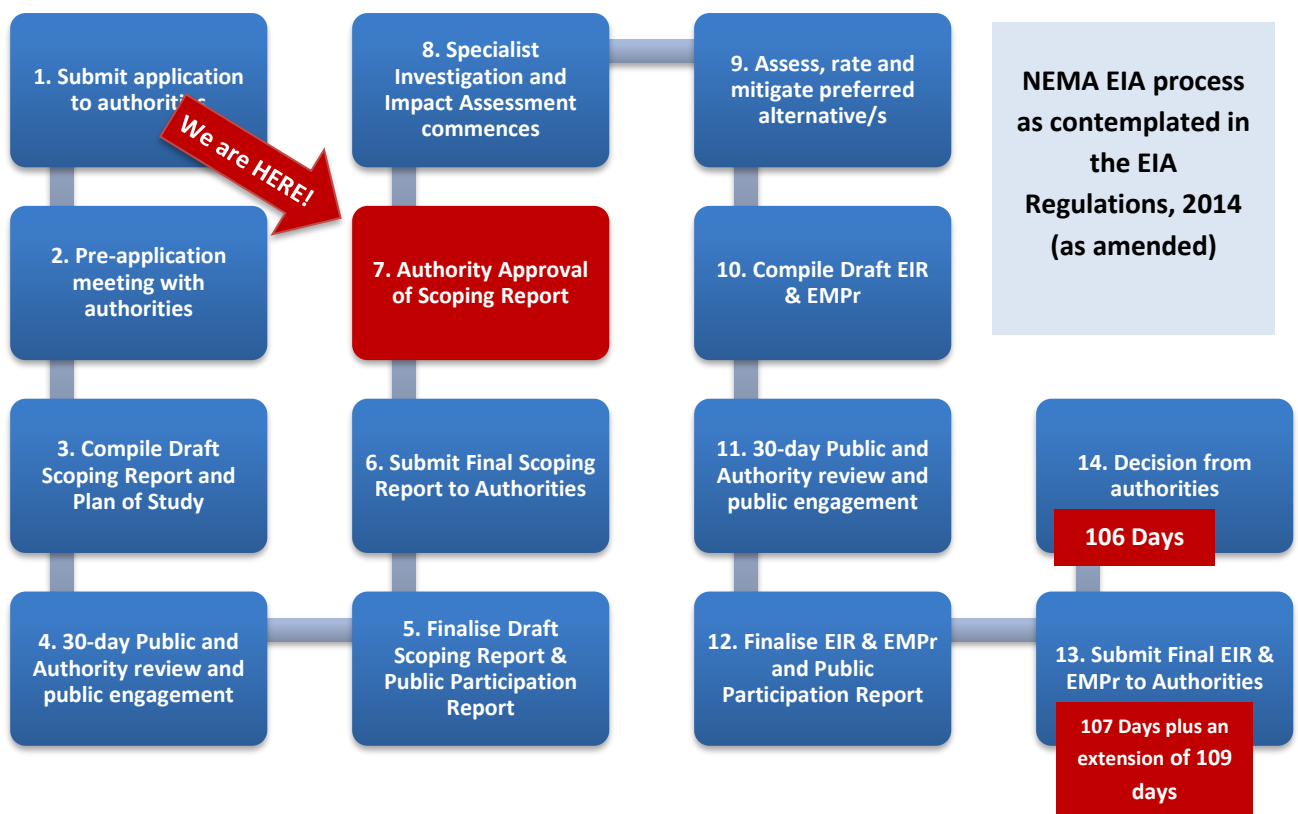 1. Submit application
to authorities
We are HERE!
2. Pre-application
meeting with
authorities
3. Compile Draft
Scoping Report and
Plan of Study
4. 30-day Public and
Authority review and
public engagement
5. Finalise Draft
Scoping Report &
Public Participation
Report
6. Submit Final Scoping
Report to Authorities
7. Authority Approval
of Scoping Report
8. Specialist
Investigation and
Impact Assessment
commences
9. Assess, rate and
mitigate preferred
alternative/s
10. Compile Draft EIR
& EMPr
11. 30-day Public and
Authority review and
public engagement
12. Finalise EIR & EMPr
and Public
Participation Report
13. Submit Final EIR &
EMPr to Authorities
107 Days plus an
extension of 109
days
14. Decision from
authorities
106 Days
NEMA EIA process
as contemplated in
the EIA
Regulations, 2014
(as amended)